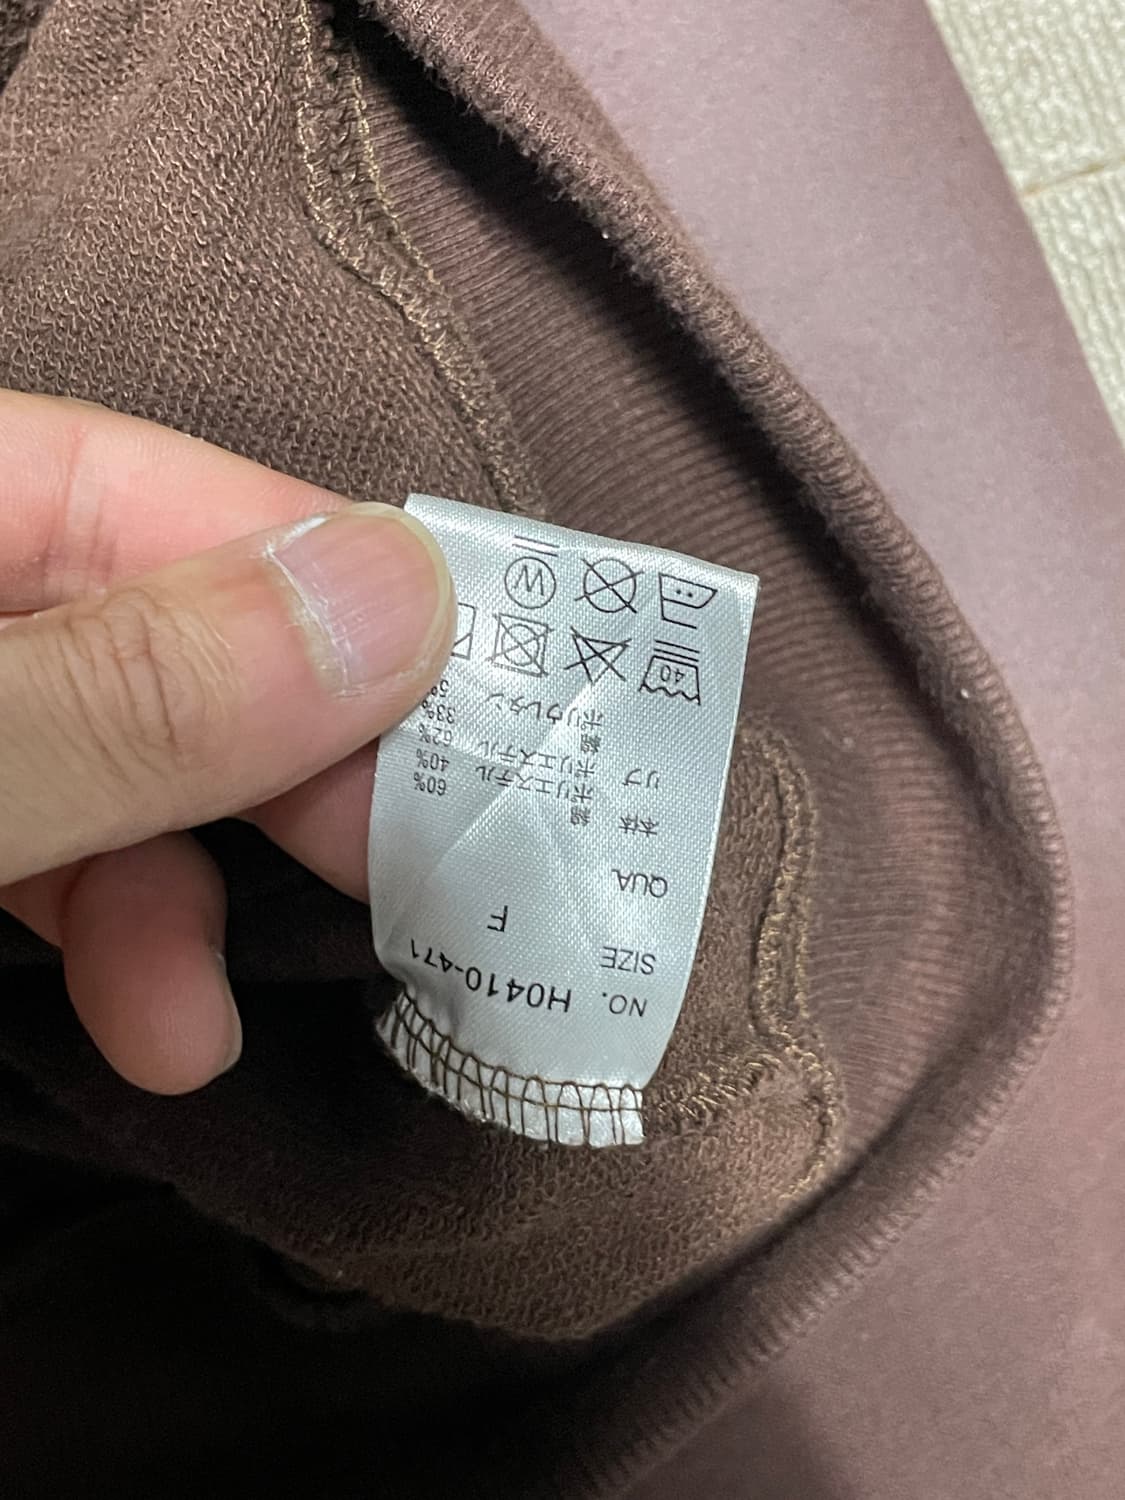 NO. H0410-471
SIZE F
QUA
本体 綿 60%
ポリエステル 40%
リブ ポリエステル 62%
綿 33%
ポリウレタン 5%
40
W